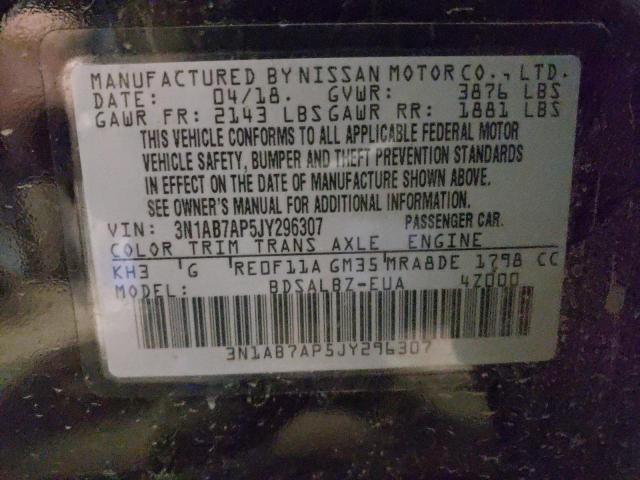 MANUFACTURED BY NISSAN MOTOR CO., LTD.
DATE: 04/18. GVWR: 3876 LBS
GAWR FR: 2143 LBS GAWR RR: 1881 LBS
THIS VEHICLE CONFORMS TO ALL APPLICABLE FEDERAL MOTOR
VEHICLE SAFETY, BUMPER AND THEFT PREVENTION STANDARDS
IN EFFECT ON THE DATE OF MANUFACTURE SHOWN ABOVE.
SEE OWNER'S MANUAL FOR ADDITIONAL INFORMATION.
VIN: 3N1AB7AP5JY296307 PASSENGER CAR.
COLOR TRIM TRANS AXLE ENGINE
KH3 G RE0F11A GM35 MRA8DE 1798 CC
MODEL: BDSALBZ-EUA 4Z000
3N1AB7AP5JY296307